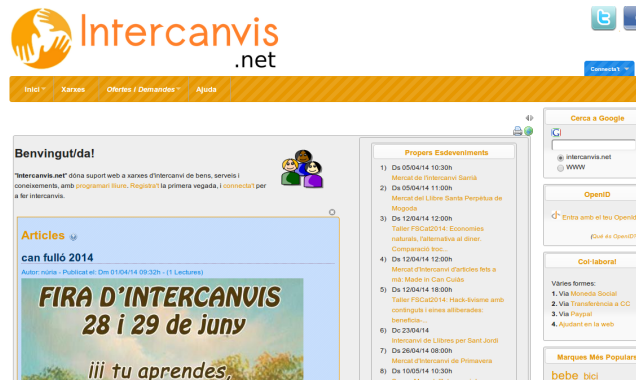 Intercanvis
.net
Connecta't
Inici
Xarxes
Ofertes i Demandes
Ajuda
Benvingut/da!
"Intercanvis.net" dóna suport web a xarxes d'intercanvi de bens, serveis i
coneixements, amb programari lliure. Registra't la primera vegada, i connecta't per
a fer intercanvis.
Articles
can fulló 2014
Autor: núria - Publicat el: Dm 01/04/14 09:32h - (1 Lectures)
FIRA D'INTERCANVIS
28 i 29 de juny
iii tu aprendes,
Propers Esdeveniments
1) Ds 05/04/14 10:30h
Mercat de l'intercanvi Sarrià
2) Ds 05/04/14 11:00h
Mercat del Llibre Santa Perpètua de
Mogoda
3) Ds 12/04/14 12:00h
Taller FSCat2014: Economies
naturals, l'alternativa al diner.
Comparació troc...
4) Ds 12/04/14 12:00h
Mercat d'Intercanvi d'articles fets a
mà: Made in Can Culàs
5) Ds 12/04/14 18:00h
Taller FSCat2014: Hack-tivisme amb
continguts i eines alliberades:
beneficia-...
6) Dc 23/04/14
Intercanvi de Llibres per Sant Jordi
7) Ds 26/04/14 08:00h
Mercat d'Intercanvi de Primavera
8) Ds 10/05/14 10:30h
Cerca a Google
G
intercanvis.net
WWW
OpenID
Entra amb el teu OpenId
¿Qué és OpenID?
Col·labora!
Vàries formes:
1. Via Moneda Social
2. Via Transferència a CC
3. Via Paypal
4. Ajudant en la web
Marques Més Populars
bebe bici